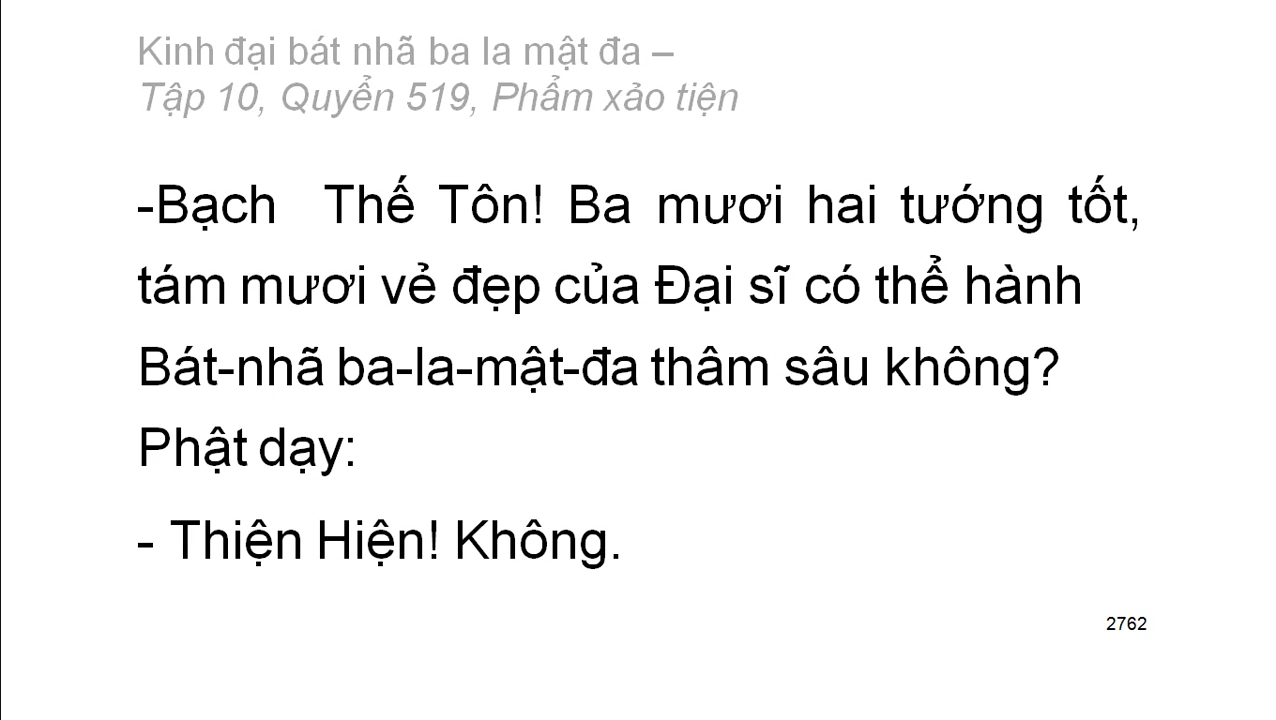 Kinh đại bát nhã ba la mật đa –
Tập 10, Quyển 519, Phẩm xảo tiện
-Bạch Thế Tôn! Ba mươi hai tướng tốt,
tám mươi vẻ đẹp của Đại sĩ có thể hành
Bát-nhã ba-la-mật-đa thâm sâu không?
Phật dạy:
- Thiện Hiện! Không.
2762